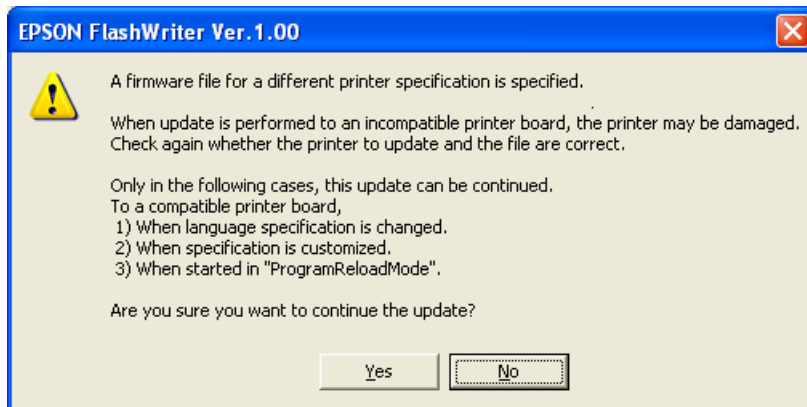 EPSON FlashWriter Ver.1.00
A firmware file for a different printer specification is specified.
When update is performed to an incompatible printer board, the printer may be damaged.
Check again whether the printer to update and the file are correct.
Only in the following cases, this update can be continued.
To a compatible printer board,
1) When language specification is changed.
2) When specification is customized.
3) When started in "ProgramReloadMode".
Are you sure you want to continue the update?
Yes No